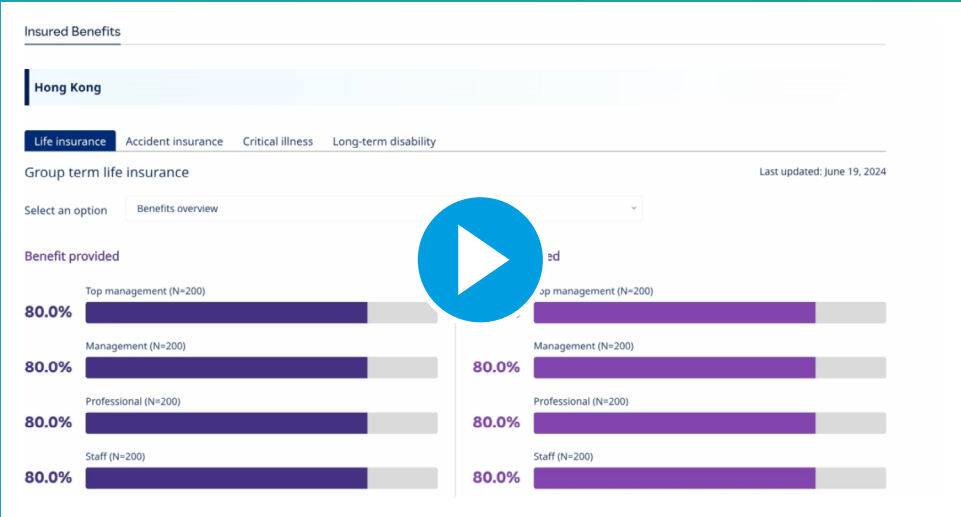 Insured Benefits
Hong Kong
Life insurance Accident insurance Critical illness Long-term disability
Group term life insurance
Last updated: June 19, 2024
Select an option Benefits overview
Benefit provided
Top management (N=200)
80.0%
Management (N=200)
80.0%
Professional (N=200)
80.0%
Staff (N=200)
80.0%
management (N=200)
Management (N=200)
80.0%
Professional (N=200)
80.0%
Staff (N=200)
80.0%